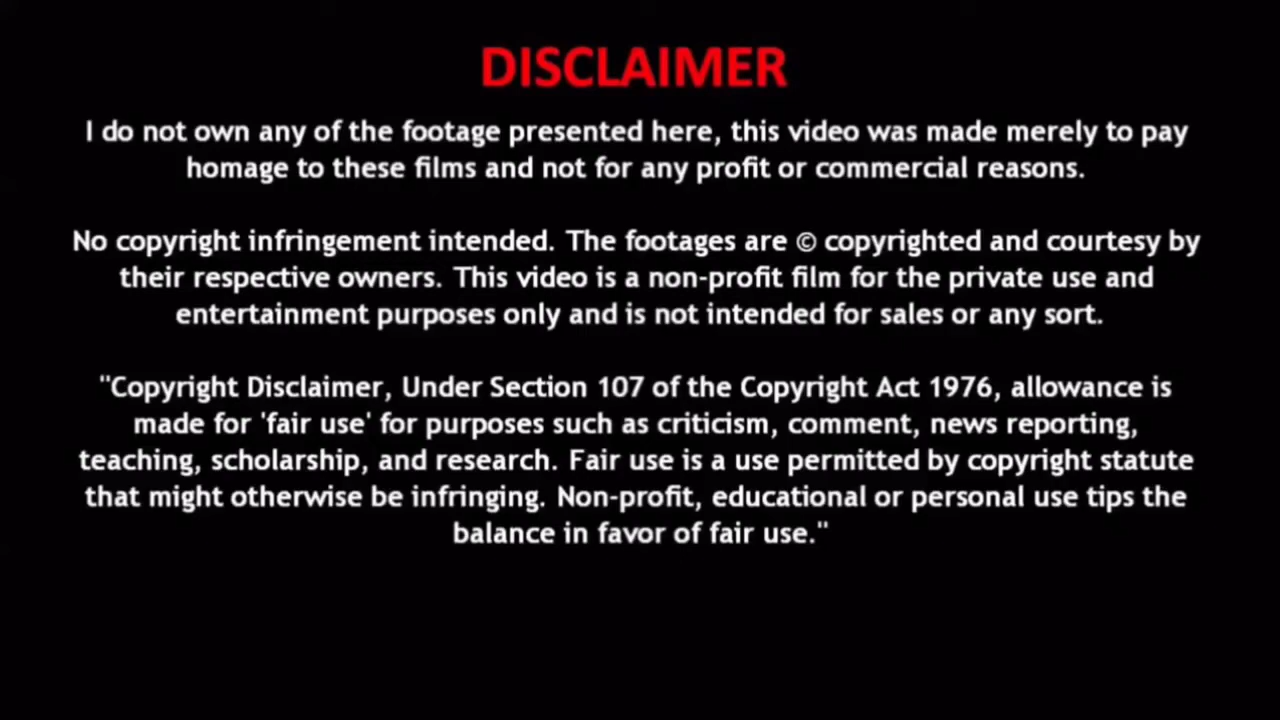 DISCLAIMER
I do not own any of the footage presented here, this video was made merely to pay
homage to these films and not for any profit or commercial reasons.
No copyright infringement intended. The footages are © copyrighted and courtesy by
their respective owners. This video is a non-profit film for the private use and
entertainment purposes only and is not intended for sales or any sort.
"Copyright Disclaimer, Under Section 107 of the Copyright Act 1976, allowance is
made for 'fair use' for purposes such as criticism, comment, news reporting,
teaching, scholarship, and research. Fair use is a use permitted by copyright statute
that might otherwise be infringing. Non-profit, educational or personal use tips the
balance in favor of fair use."